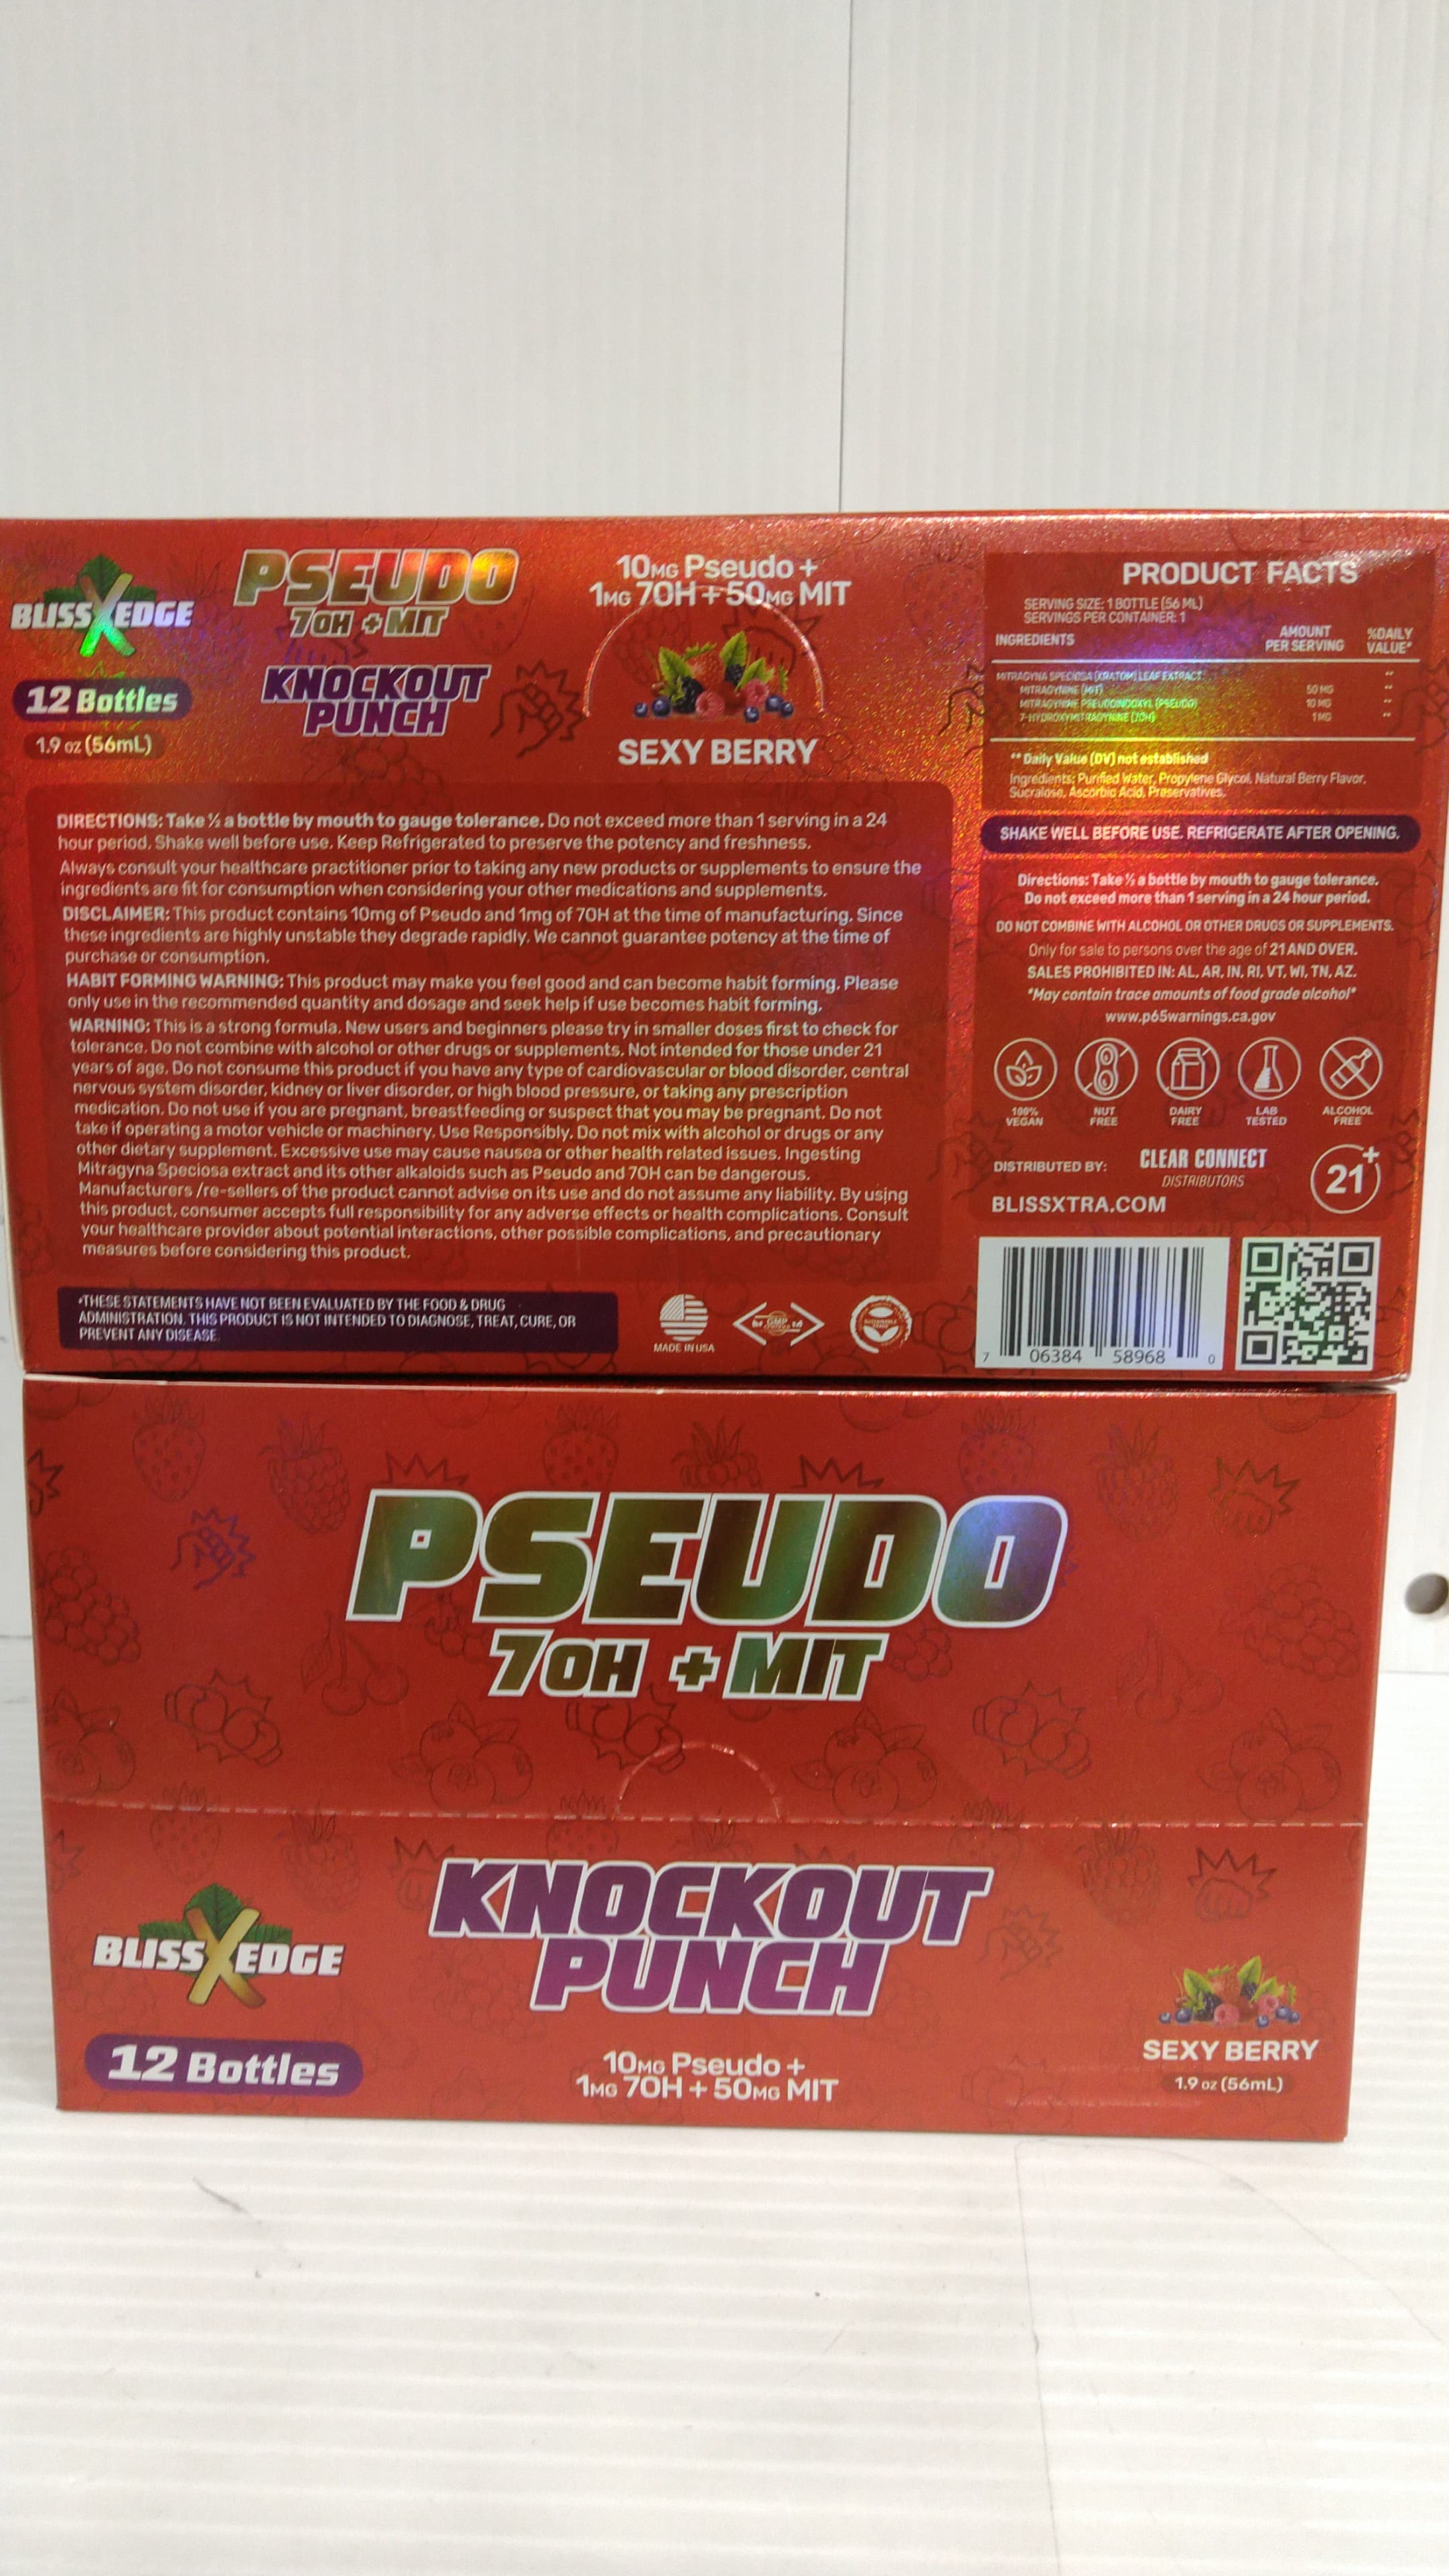 BLISS X EDGE
12 Bottles
1.9 oz (56mL)
PSEUDO
7OH + MIT
KNOCKOUT
PUNCH
10MG Pseudo +
1MG 7OH + 50MG MIT
SEXY BERRY
DIRECTIONS: Take ½ a bottle by mouth to gauge tolerance. Do not exceed more than 1 serving in a 24
hour period. Shake well before use. Keep Refrigerated to preserve the potency and freshness.
Always consult your healthcare practitioner prior to taking any new products or supplements to ensure the
ingredients are fit for consumption when considering your other medications and supplements.
DISCLAIMER: This product contains 10mg of Pseudo and 1mg of 7OH at the time of manufacturing. Since
these ingredients are highly unstable they degrade rapidly. We cannot guarantee potency at the time of
purchase or consumption.
HABIT FORMING WARNING: This product may make you feel good and can become habit forming. Please
only use in the recommended quantity and dosage and seek help if use becomes habit forming.
WARNING: This is a strong formula. New users and beginners please try in smaller doses first to check for
tolerance. Do not combine with alcohol or other drugs or supplements. Not intended for those under 21
years of age. Do not consume this product if you have any type of cardiovascular or blood disorder, central
nervous system disorder, kidney or liver disorder, or high blood pressure, or taking any prescription
medication. Do not use if you are pregnant, breastfeeding or suspect that you may be pregnant. Do not
take if operating a motor vehicle or machinery. Use Responsibly. Do not mix with alcohol or drugs or any
other dietary supplement. Excessive use may cause nausea or other health related issues. Ingesting
Mitragyna Speciosa extract and its other alkaloids such as Pseudo and 7OH can be dangerous.
Manufacturers /re-sellers of the product cannot advise on its use and do not assume any liability. By using
this product, consumer accepts full responsibility for any adverse effects or health complications. Consult
your healthcare provider about potential interactions, other possible complications, and precautionary
measures before considering this product.
*THESE STATEMENTS HAVE NOT BEEN EVALUATED BY THE FOOD & DRUG
ADMINISTRATION. THIS PRODUCT IS NOT INTENDED TO DIAGNOSE, TREAT, CURE, OR
PREVENT ANY DISEASE.
MADE IN USA
GMP
PRODUCT FACTS
SERVING SIZE: 1 BOTTLE (56 ML)
SERVINGS PER CONTAINER: 1
INGREDIENTS AMOUNT PER SERVING %DAILY VALUE*
MITRAGYNA SPECIOSA (KRATOM) LEAF EXTRACT **
MITRAGYNINE (MIT) 50 MG **
MITRAGYNINE PSEUDOINDOXYL (PSEUDO) 10 MG **
7-HYDROXYMITRAGYNINE (7OH) 1 MG **
** Daily Value (DV) not established
Ingredients: Purified Water, Propylene Glycol, Natural Berry Flavor,
Sucralose, Ascorbic Acid, Preservatives.
SHAKE WELL BEFORE USE. REFRIGERATE AFTER OPENING.
Directions: Take ½ a bottle by mouth to gauge tolerance.
Do not exceed more than 1 serving in a 24 hour period.
DO NOT COMBINE WITH ALCOHOL OR OTHER DRUGS OR SUPPLEMENTS.
Only for sale to persons over the age of 21 AND OVER.
SALES PROHIBITED IN: AL, AR, IN, RI, VT, WI, TN, AZ.
*May contain trace amounts of food grade alcohol*
www.p65warnings.ca.gov
100% VEGAN
NUT FREE
DAIRY FREE
LAB TESTED
ALCOHOL FREE
DISTRIBUTED BY: CLEAR CONNECT
DISTRIBUTORS
BLISSXTRA.COM
21+
7 06384 58968 0
PSEUDO
7OH + MIT
KNOCKOUT
PUNCH
BLISS X EDGE
12 Bottles
10MG Pseudo +
1MG 7OH + 50MG MIT
SEXY BERRY
1.9 oz (56mL)